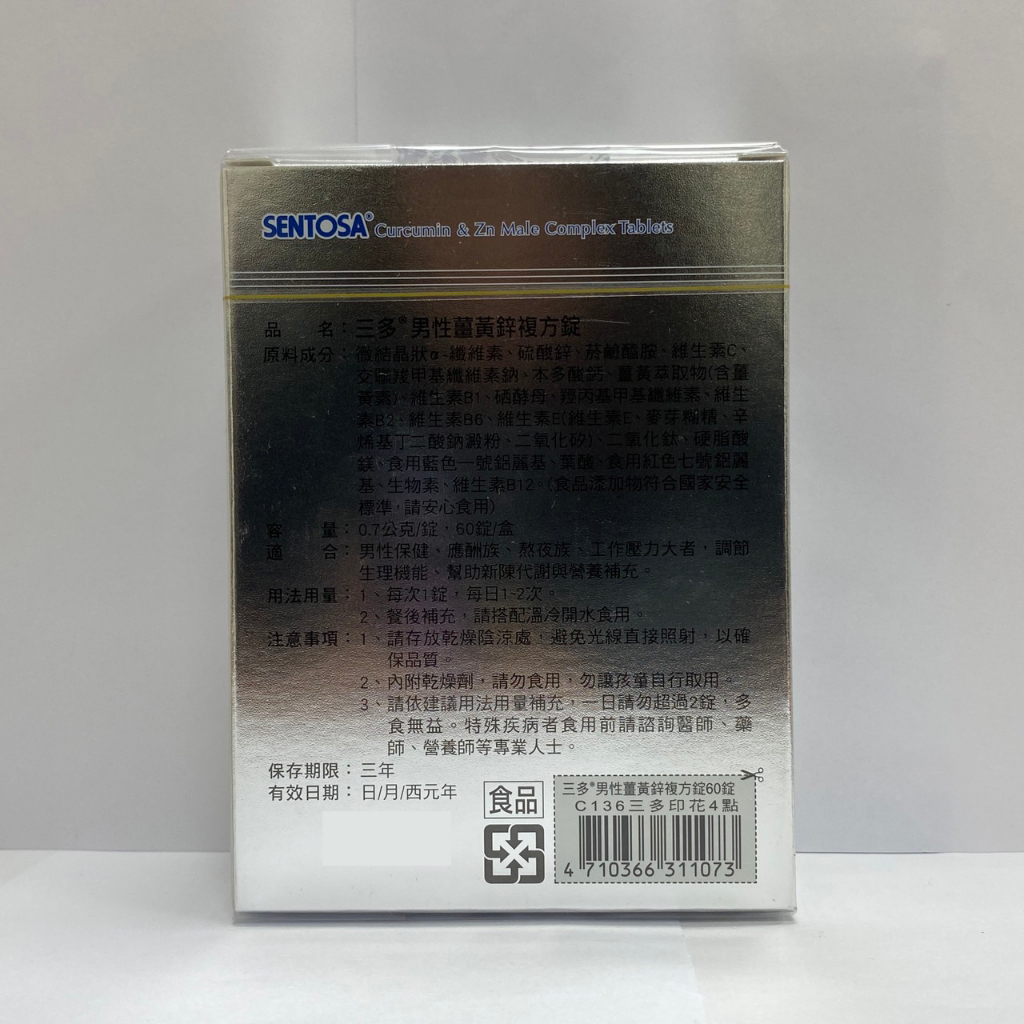 SENTOSA® Curcumin & Zn Male Complex Tablets
品 名：三多®男性薑黃鋅複方錠
原料成分：微結晶狀α-纖維素、硫酸鋅、菸鹼醯胺、維生素C、
交聯羧甲基纖維素鈉、本多酸鈣、薑黃萃取物(含薑
黃素)、維生素B1、硒酵母、羥丙基甲基纖維素、維生
素B2、維生素B6、維生素E(維生素E、麥芽糊精、辛
烯基丁二酸鈉澱粉、二氧化矽)、二氧化鈦、硬脂酸
鎂、食用藍色一號鋁麗基、葉酸、食用紅色七號鋁麗
基、生物素、維生素B12。(食品添加物符合國家安全
標準，請安心食用)
容 量：0.7公克/錠，60錠/盒
適 合：男性保健、應酬族、熬夜族、工作壓力大者，調節
生理機能、幫助新陳代謝與營養補充。
用法用量：1、每次1錠，每日1-2次。
2、餐後補充，請搭配溫冷開水食用。
注意事項：1、請存放乾燥陰涼處，避免光線直接照射，以確
保品質。
2、內附乾燥劑，請勿食用，勿讓孩童自行取用。
3、請依建議用法用量補充，一日請勿超過2錠，多
食無益。特殊疾病者食用前請諮詢醫師、藥
師、營養師等專業人士。
保存期限：三年
有效日期：日/月/西元年
食品
三多®男性薑黃鋅複方錠60錠
C136三多印花4點
4 710366 311073